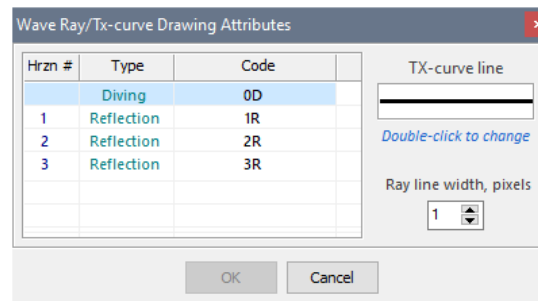 Wave Ray/Tx-curve Drawing Attributes
Hrzn # Type Code
Diving 0D
1 Reflection 1R
2 Reflection 2R
3 Reflection 3R
TX-curve line
Double-click to change
Ray line width, pixels
1
OK Cancel